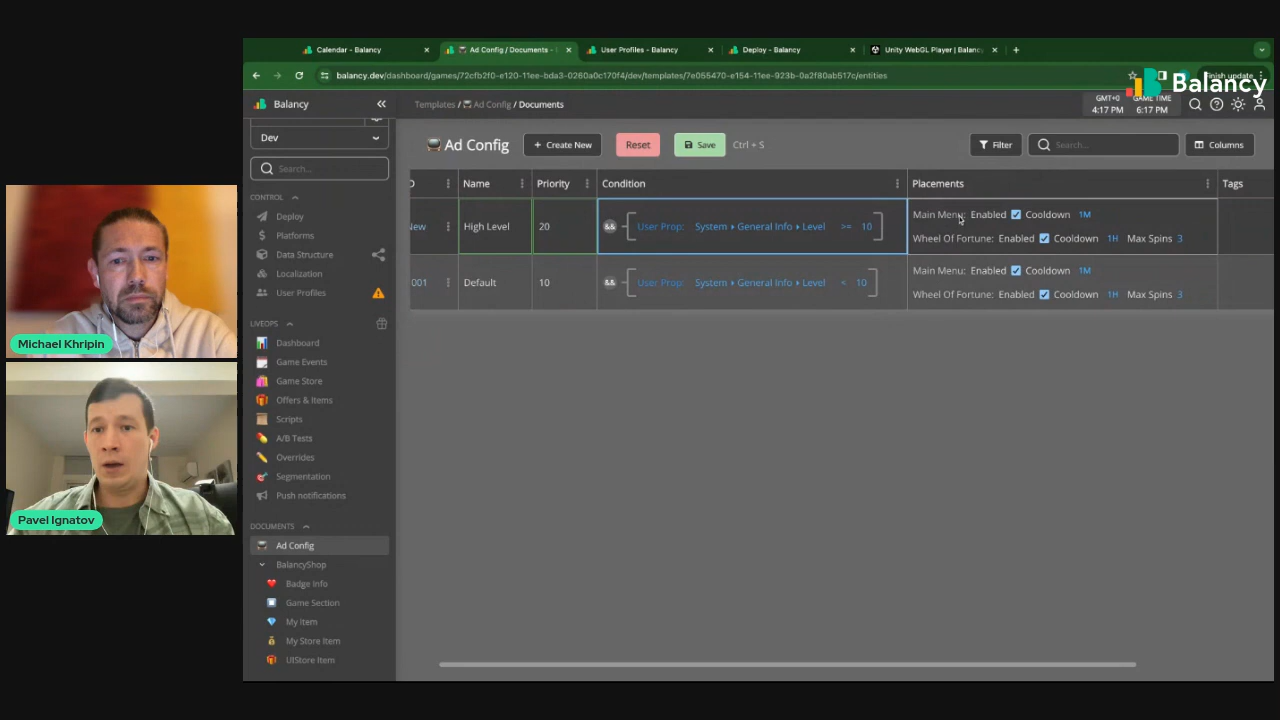 Calendar - Balancy
Ad Config / Documents -
User Profiles - Balancy
Deploy - Balancy
Unity WebGL Player | Balanc
balancy.dev/dashboard/games/72cfb2f0-e120-11ee-bda3-0260a0c170f4/dev/templates/7e055470-e154-11ee-923b-0a2f80ab517c/entities
Finish update
Balancy
Balancy
Templates / Ad Config / Documents
GMT+0
4:17 PM
GAME TIME
6:17 PM
Dev
Search...
Ad Config
Create New
Reset
Save
Ctrl + S
Filter
Search...
Columns
Name
Priority
Condition
Placements
Tags
New
High Level
20
&& User Prop: System General Info Level >= 10
Main Menu: Enabled Cooldown 1M
Wheel Of Fortune: Enabled Cooldown 1H Max Spins 3
001
Default
10
&& User Prop: System General Info Level < 10
Main Menu: Enabled Cooldown 1M
Wheel Of Fortune: Enabled Cooldown 1H Max Spins 3
CONTROL
Deploy
Platforms
Data Structure
Localization
User Profiles
LIVEOPS
Dashboard
Game Events
Game Store
Offers & Items
Scripts
A/B Tests
Overrides
Segmentation
Push notifications
DOCUMENTS
Ad Config
BalancyShop
Badge Info
Game Section
My Item
My Store Item
UIStore Item
Michael Khripin
Pavel Ignatov